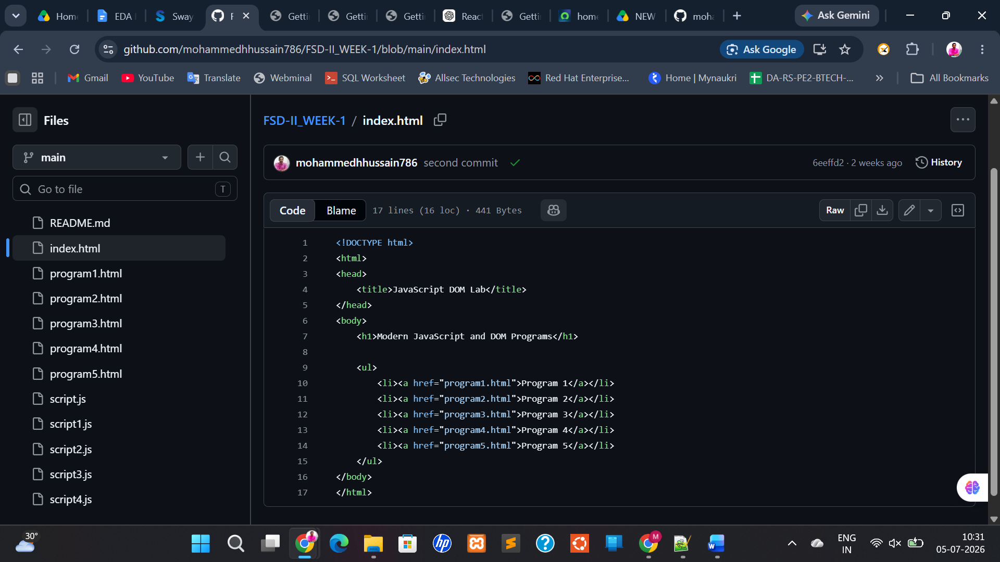 Home
EDA
Sway
F
Getti
Getti
Getti
React
Getti
home
NEW
moha
Ask Gemini
github.com/mohammedhhussain786/FSD-II_WEEK-1/blob/main/index.html
Ask Google
Gmail
YouTube
Translate
Webminal
SQL Worksheet
Allsec Technologies
Red Hat Enterprise...
Home | Mynaukri
DA-RS-PE2-BTECH-...
All Bookmarks
Files
main
Go to file
T
README.md
index.html
program1.html
program2.html
program3.html
program4.html
program5.html
script.js
script1.js
script2.js
script3.js
script4.js
FSD-II_WEEK-1 / index.html
mohammedhhussain786 second commit
6eeffd2 · 2 weeks ago
History
Code
Blame
17 lines (16 loc) · 441 Bytes
Raw
1 <!DOCTYPE html>
2 <html>
3 <head>
4 <title>JavaScript DOM Lab</title>
5 </head>
6 <body>
7 <h1>Modern JavaScript and DOM Programs</h1>
8
9 <ul>
10 <li><a href="program1.html">Program 1</a></li>
11 <li><a href="program2.html">Program 2</a></li>
12 <li><a href="program3.html">Program 3</a></li>
13 <li><a href="program4.html">Program 4</a></li>
14 <li><a href="program5.html">Program 5</a></li>
15 </ul>
16 </body>
17 </html>
30°
hp
M
W
ENG
IN
10:31
05-07-2026